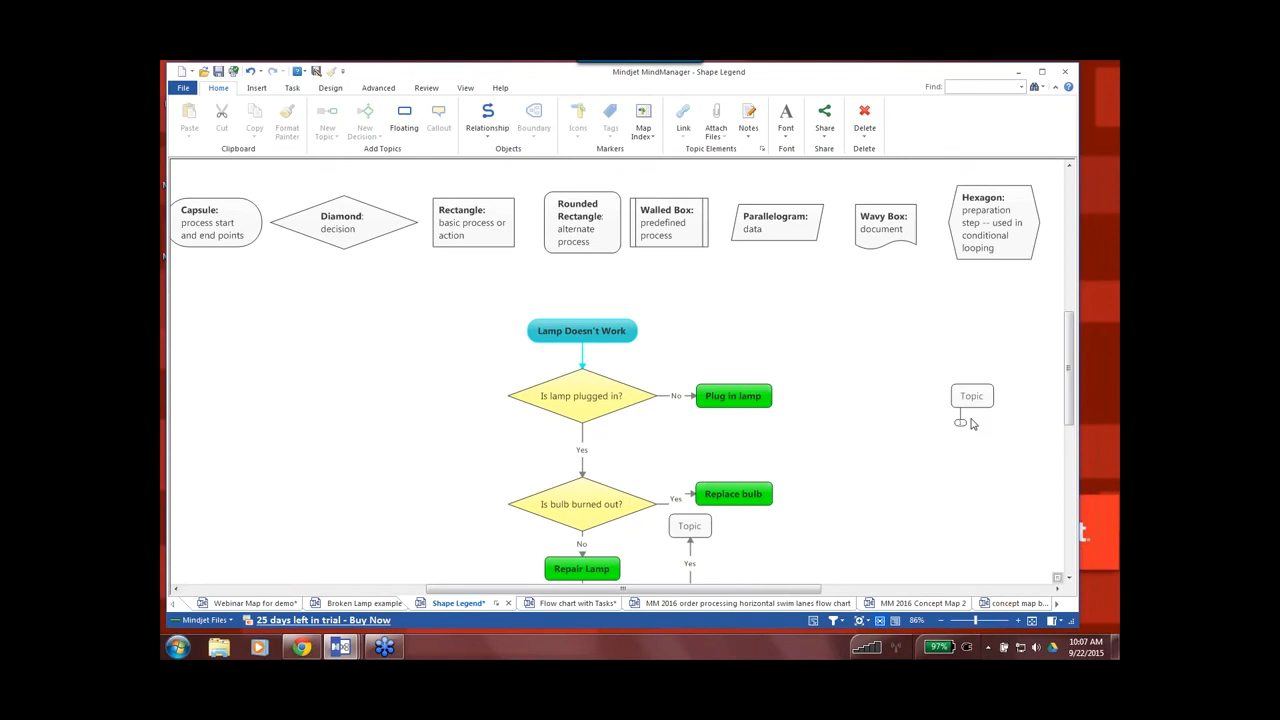 Mindjet MindManager - Shape Legend
File Home Insert Task Design Advanced Review View Help
Find:
Paste Cut Copy Format Painter
New Topic New Decision Floating Callout
Relationship Boundary
Icons Tags Map Index
Link Attach Files Notes
Font Share Delete
Clipboard Add Topics Objects Markers Topic Elements Font Share Delete
Capsule:
process start
and end points
Diamond:
decision
Rectangle:
basic process or
action
Rounded
Rectangle:
alternate
process
Walled Box:
predefined
process
Parallelogram:
data
Wavy Box:
document
Hexagon:
preparation
step -- used in
conditional
looping
Lamp Doesn't Work
Is lamp plugged in?
No
Plug in lamp
Topic
Yes
Is bulb burned out?
Yes
Replace bulb
Topic
No
Yes
Repair Lamp
Webinar Map for demo* Broken Lamp example Shape Legend* Flow chart with Tasks* MM 2016 order processing horizontal swim lanes flow chart MM 2016 Concept Map 2 concept map b...
Mindjet Files 25 days left in trial - Buy Now 86%
97%
10:07 AM
9/22/2015
t.